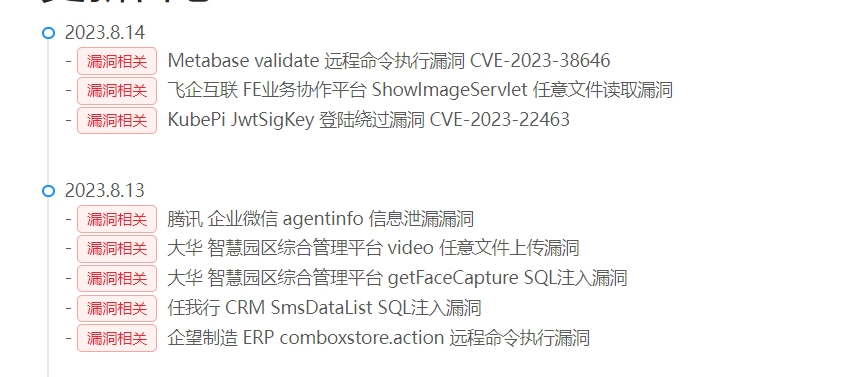 2023.8.14
- 漏洞相关 Metabase validate 远程命令执行漏洞 CVE-2023-38646
- 漏洞相关 飞企互联 FE业务协作平台 ShowImageServlet 任意文件读取漏洞
- 漏洞相关 KubePi JwtSigKey 登陆绕过漏洞 CVE-2023-22463
2023.8.13
- 漏洞相关 腾讯 企业微信 agentinfo 信息泄漏漏洞
- 漏洞相关 大华 智慧园区综合管理平台 video 任意文件上传漏洞
- 漏洞相关 大华 智慧园区综合管理平台 getFaceCapture SQL注入漏洞
- 漏洞相关 任我行 CRM SmsDataList SQL注入漏洞
- 漏洞相关 企望制造 ERP comboxstore.action 远程命令执行漏洞